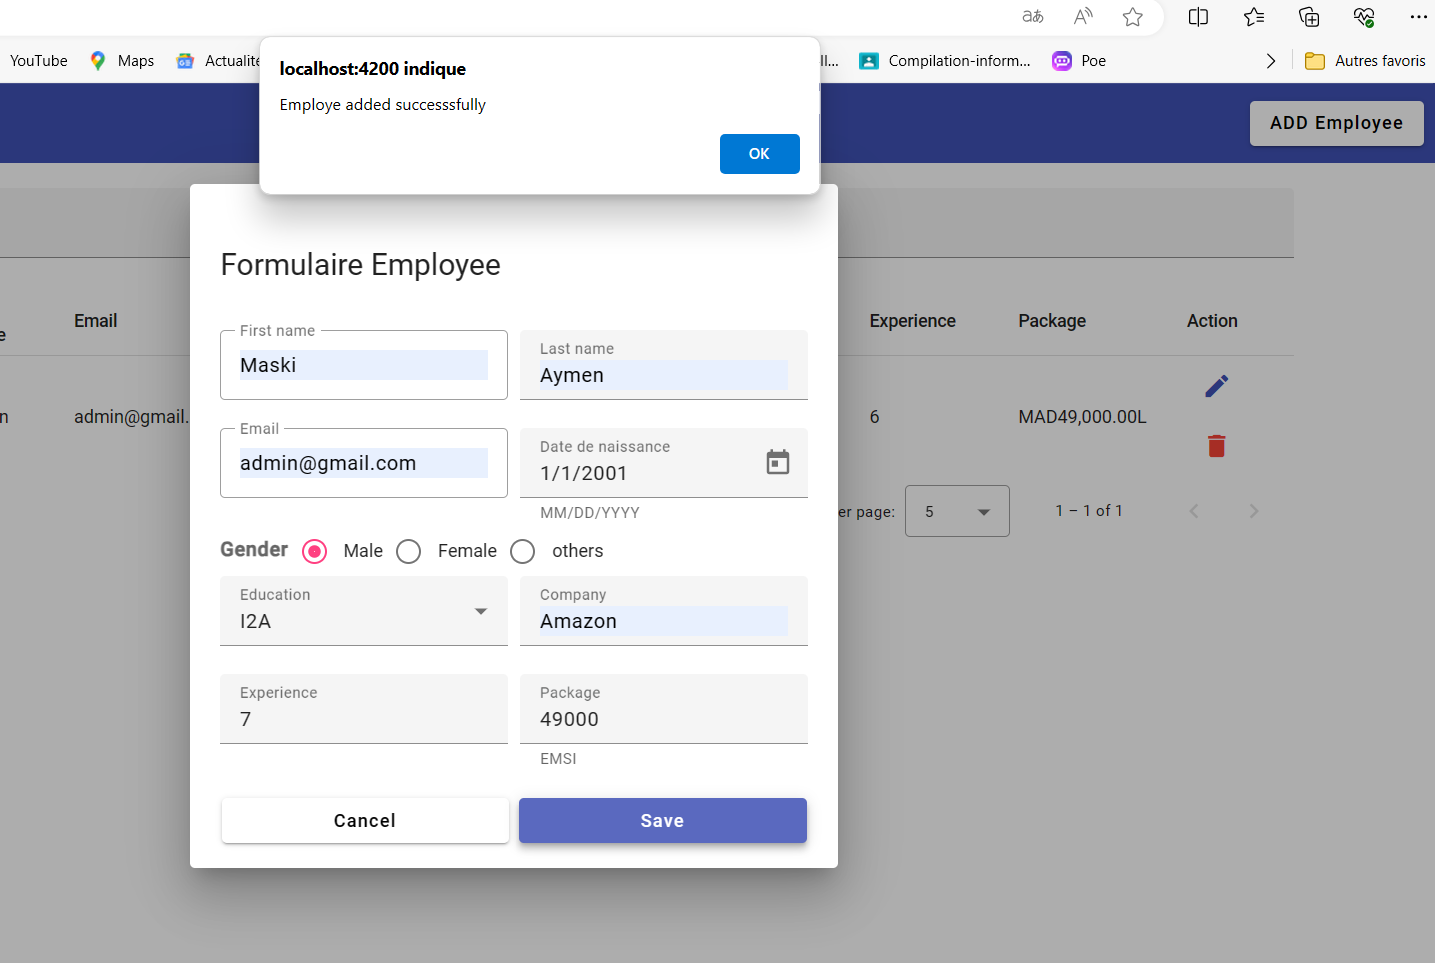 YouTube Maps Actualité ll... Compilation-inform... Poe Autres favoris
localhost:4200 indique
Employe added successsfully
OK
ADD Employee
Formulaire Employee
Email Experience Package Action
First name
Maski
Last name
Aymen
admin@gmail. 6 MAD49,000.00L
Email
admin@gmail.com
Date de naissance
1/1/2001
MM/DD/YYYY
er page: 5 1 – 1 of 1
Gender Male Female others
Education
I2A
Company
Amazon
Experience
7
Package
49000
EMSI
Cancel Save